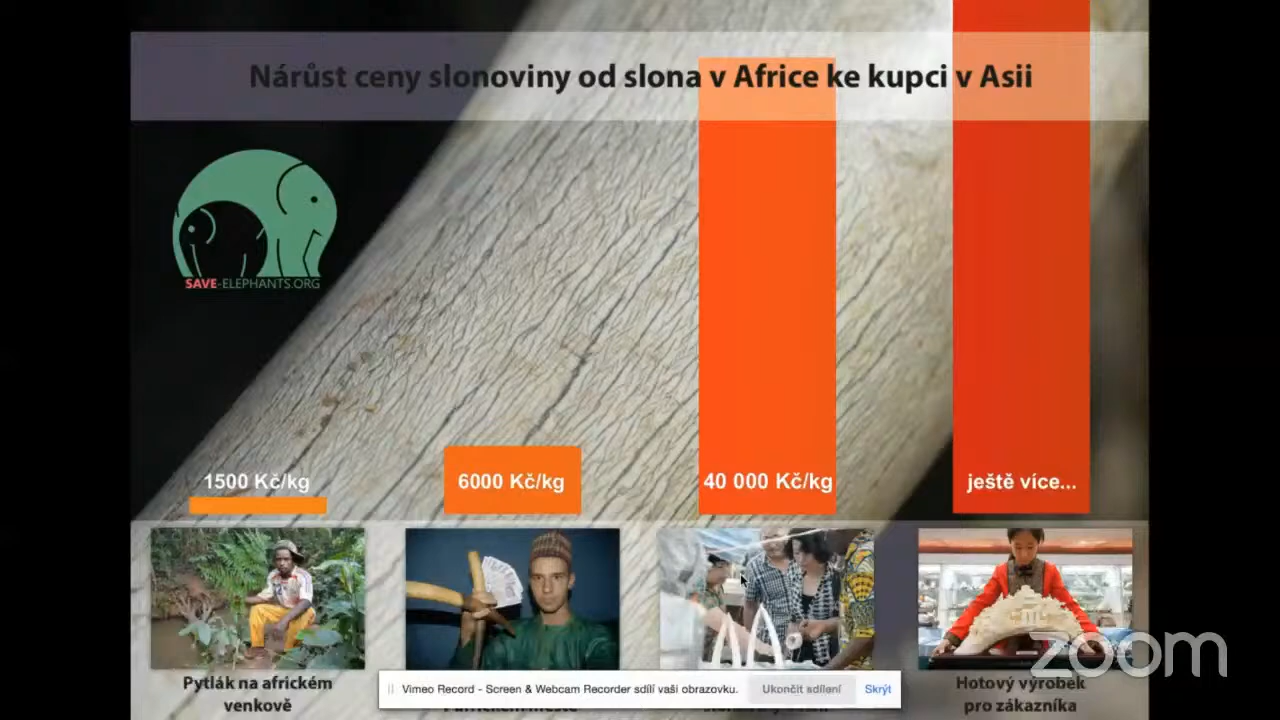 Nárůst ceny slonoviny od slona v Africe ke kupci v Asii
SAVE-ELEPHANTS.ORG
1500 Kč/kg
6000 Kč/kg
40 000 Kč/kg
ještě více...
Pytlák na africkém
venkově
Hotový výrobek
pro zákazníka
Vimeo Record - Screen & Webcam Recorder sdílí vaši obrazovku.
Ukončit sdílení
Skrýt
zoom